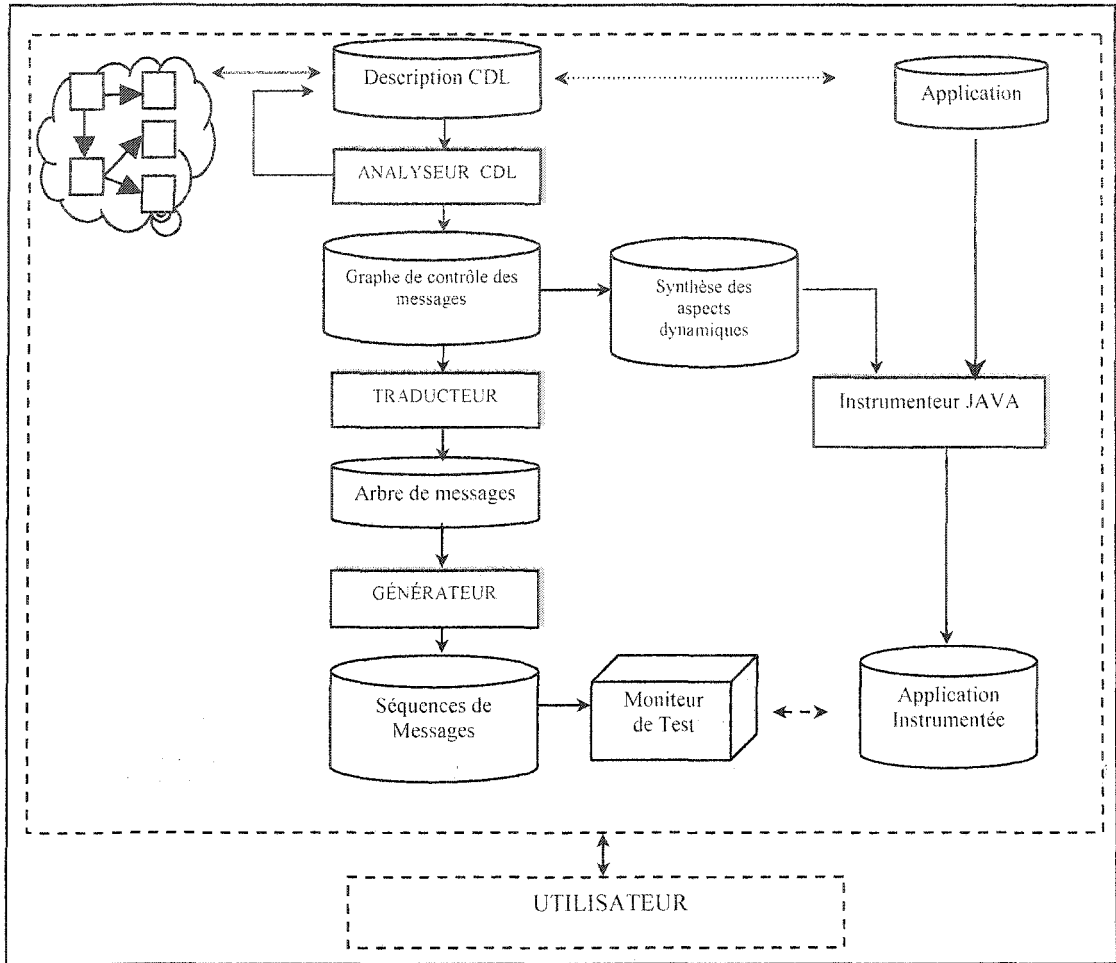 Description CDL
Application
ANALYSEUR CDL
Graphe de contrôle des
messages
Synthèse des
aspects
dynamiques
TRADUCTEUR
Instrumenteur JAVA
Arbre de messages
GÉNÉRATEUR
Séquences de
Messages
Moniteur
de Test
Application
Instrumentée
UTILISATEUR